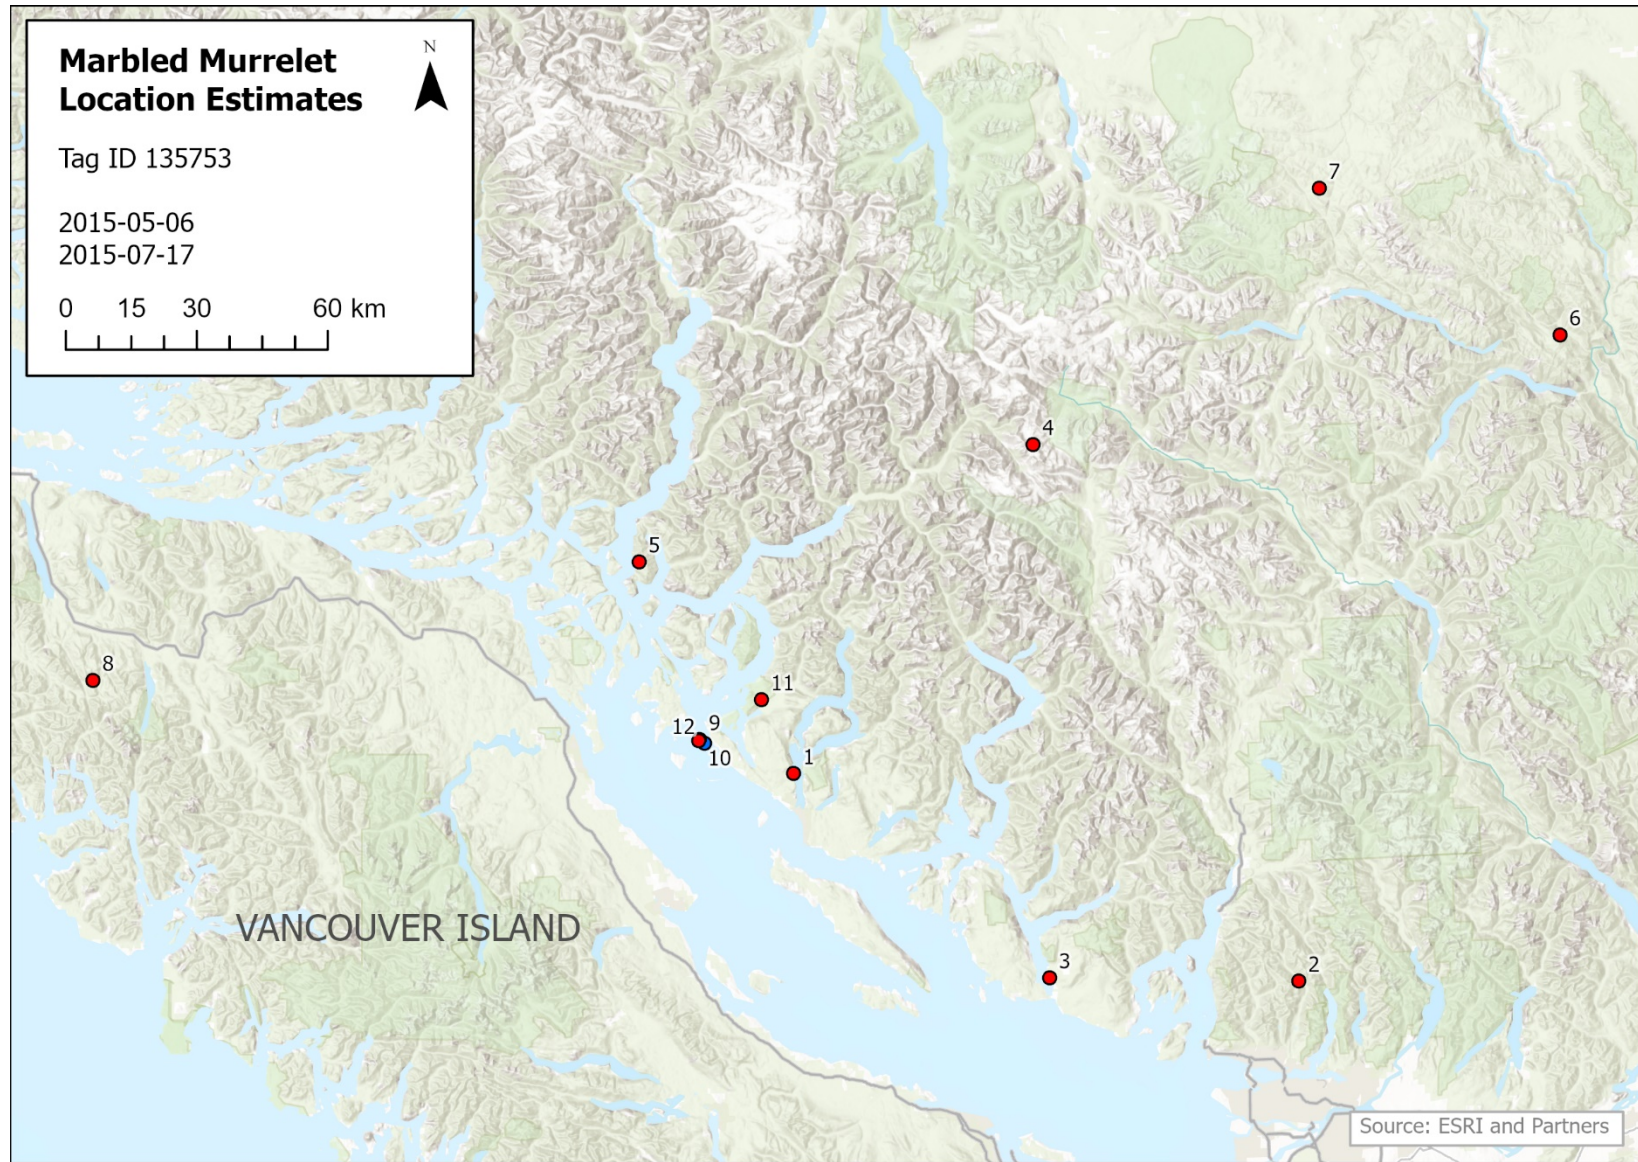 Marbled Murrelet
Location Estimates
N
Tag ID 135753
2015-05-06
2015-07-17
0 15 30 60 km
7
6
4
5
8
11
12 9
10
1
VANCOUVER ISLAND
3
2
Source: ESRI and Partners